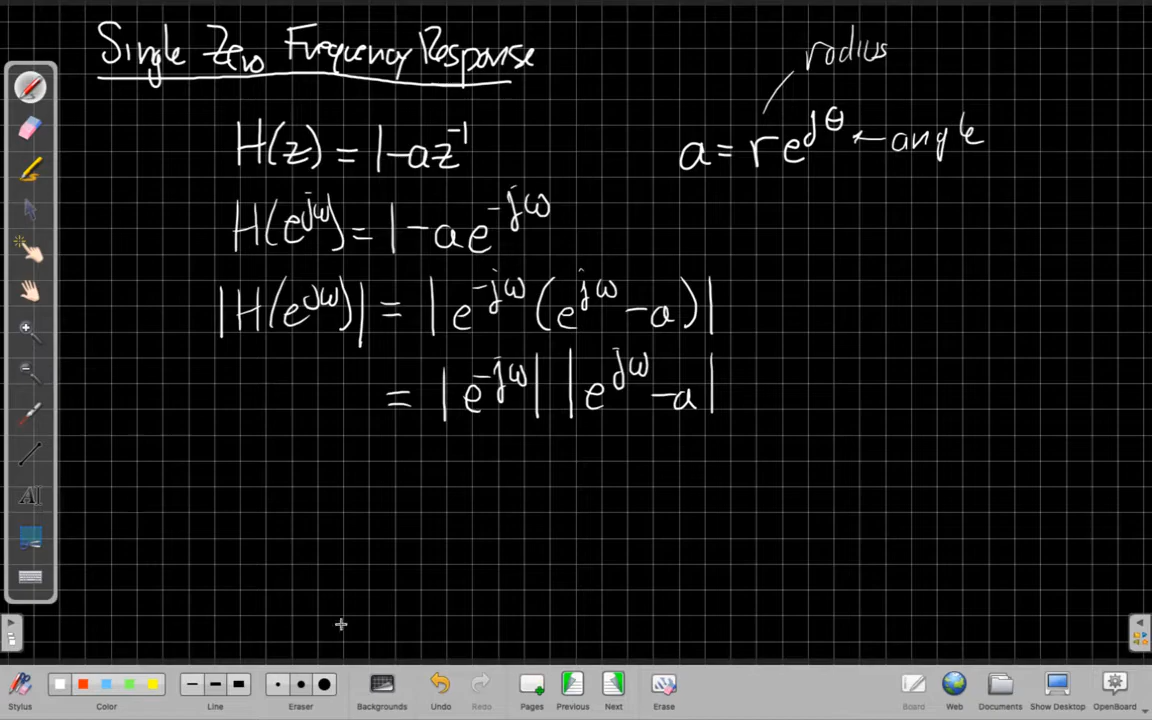 Single Zero Frequency Response
radius
H(z) = 1-az⁻¹
a = re^{jθ} ← angle
H(e^{jω}) = 1-ae^{-jω}
|H(e^{jω})| = |e^{-jω}(e^{jω}-a)|
= |e^{-jω}| |e^{jω}-a|
Stylus
Color
Line
Eraser
Backgrounds
Undo
Redo
Pages
Previous
Next
Erase
Board
Web
Documents
Show Desktop
OpenBoard